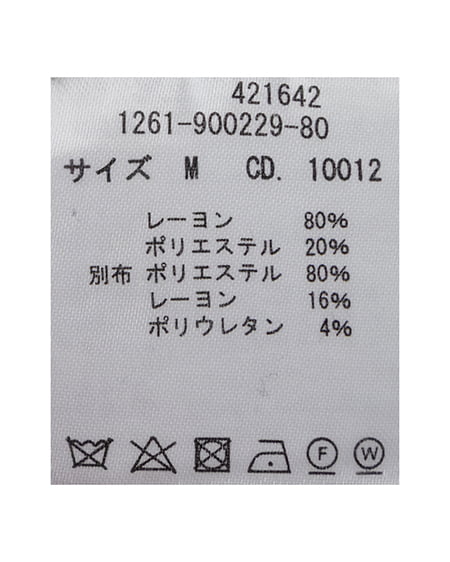 421642
1261-900229-80
サイズ M CD. 10012
レーヨン 80%
ポリエステル 20%
別布 ポリエステル 80%
レーヨン 16%
ポリウレタン 4%
F W